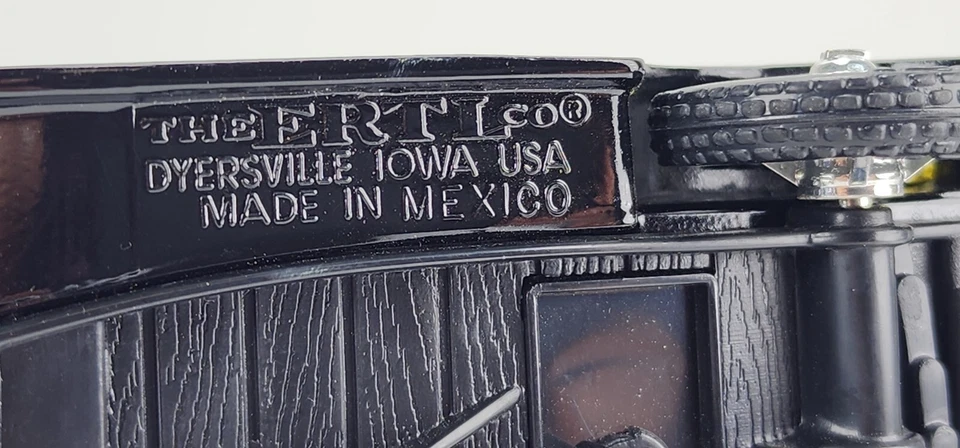 THE ERTL CO®
DYERSVILLE IOWA USA
MADE IN MEXICO